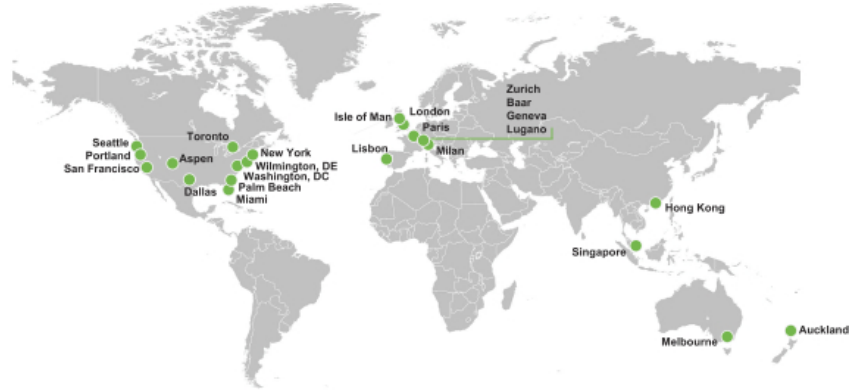 Zurich
Baar
Geneva
Lugano
London
Isle of Man
Paris
Milan
Lisbon
Toronto
Seattle
Portland
San Francisco
Aspen
Dallas
New York
Wilmington, DE
Washington, DC
Palm Beach
Miami
Hong Kong
Singapore
Melbourne
Auckland